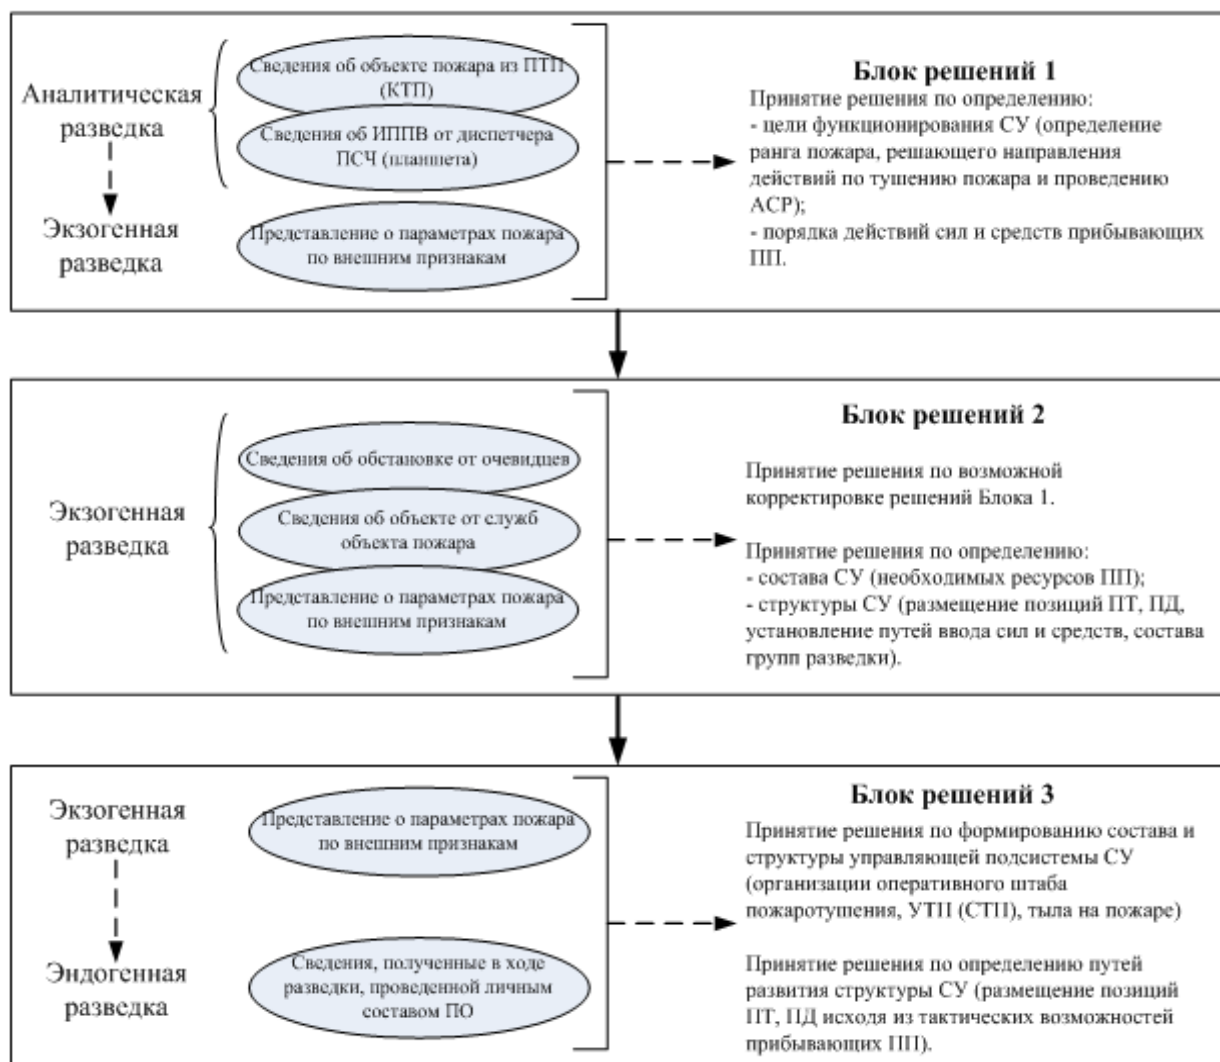 Аналитическая
разведка
Экзогенная
разведка
Сведения об объекте пожара из ПТП
(КТП)
Сведения об ИППВ от диспетчера
ПСЧ (планшета)
Представление о параметрах пожара
по внешним признакам
Блок решений 1
Принятие решения по определению:
- цели функционирования СУ (определение
ранга пожара, решающего направления
действий по тушению пожара и проведению
АСР);
- порядка действий сил и средств прибывающих
ПП.
Экзогенная
разведка
Сведения об обстановке от очевидцев
Сведения об объекте от служб
объекта пожара
Представление о параметрах пожара
по внешним признакам
Блок решений 2
Принятие решения по возможной
корректировке решений Блока 1.
Принятие решения по определению:
- состава СУ (необходимых ресурсов ПП);
- структуры СУ (размещение позиций ПТ, ПД,
установление путей ввода сил и средств, состава
групп разведки).
Экзогенная
разведка
Эндогенная
разведка
Представление о параметрах пожара
по внешним признакам
Сведения, полученные в ходе
разведки, проведенной личным
составом ПО
Блок решений 3
Принятие решения по формированию состава и
структуры управляющей подсистемы СУ
(организации оперативного штаба
пожаротушения, УТП (СТП), тыла на пожаре)
Принятие решения по определению путей
развития структуры СУ (размещение позиций
ПТ, ПД исходя из тактических возможностей
прибывающих ПП).